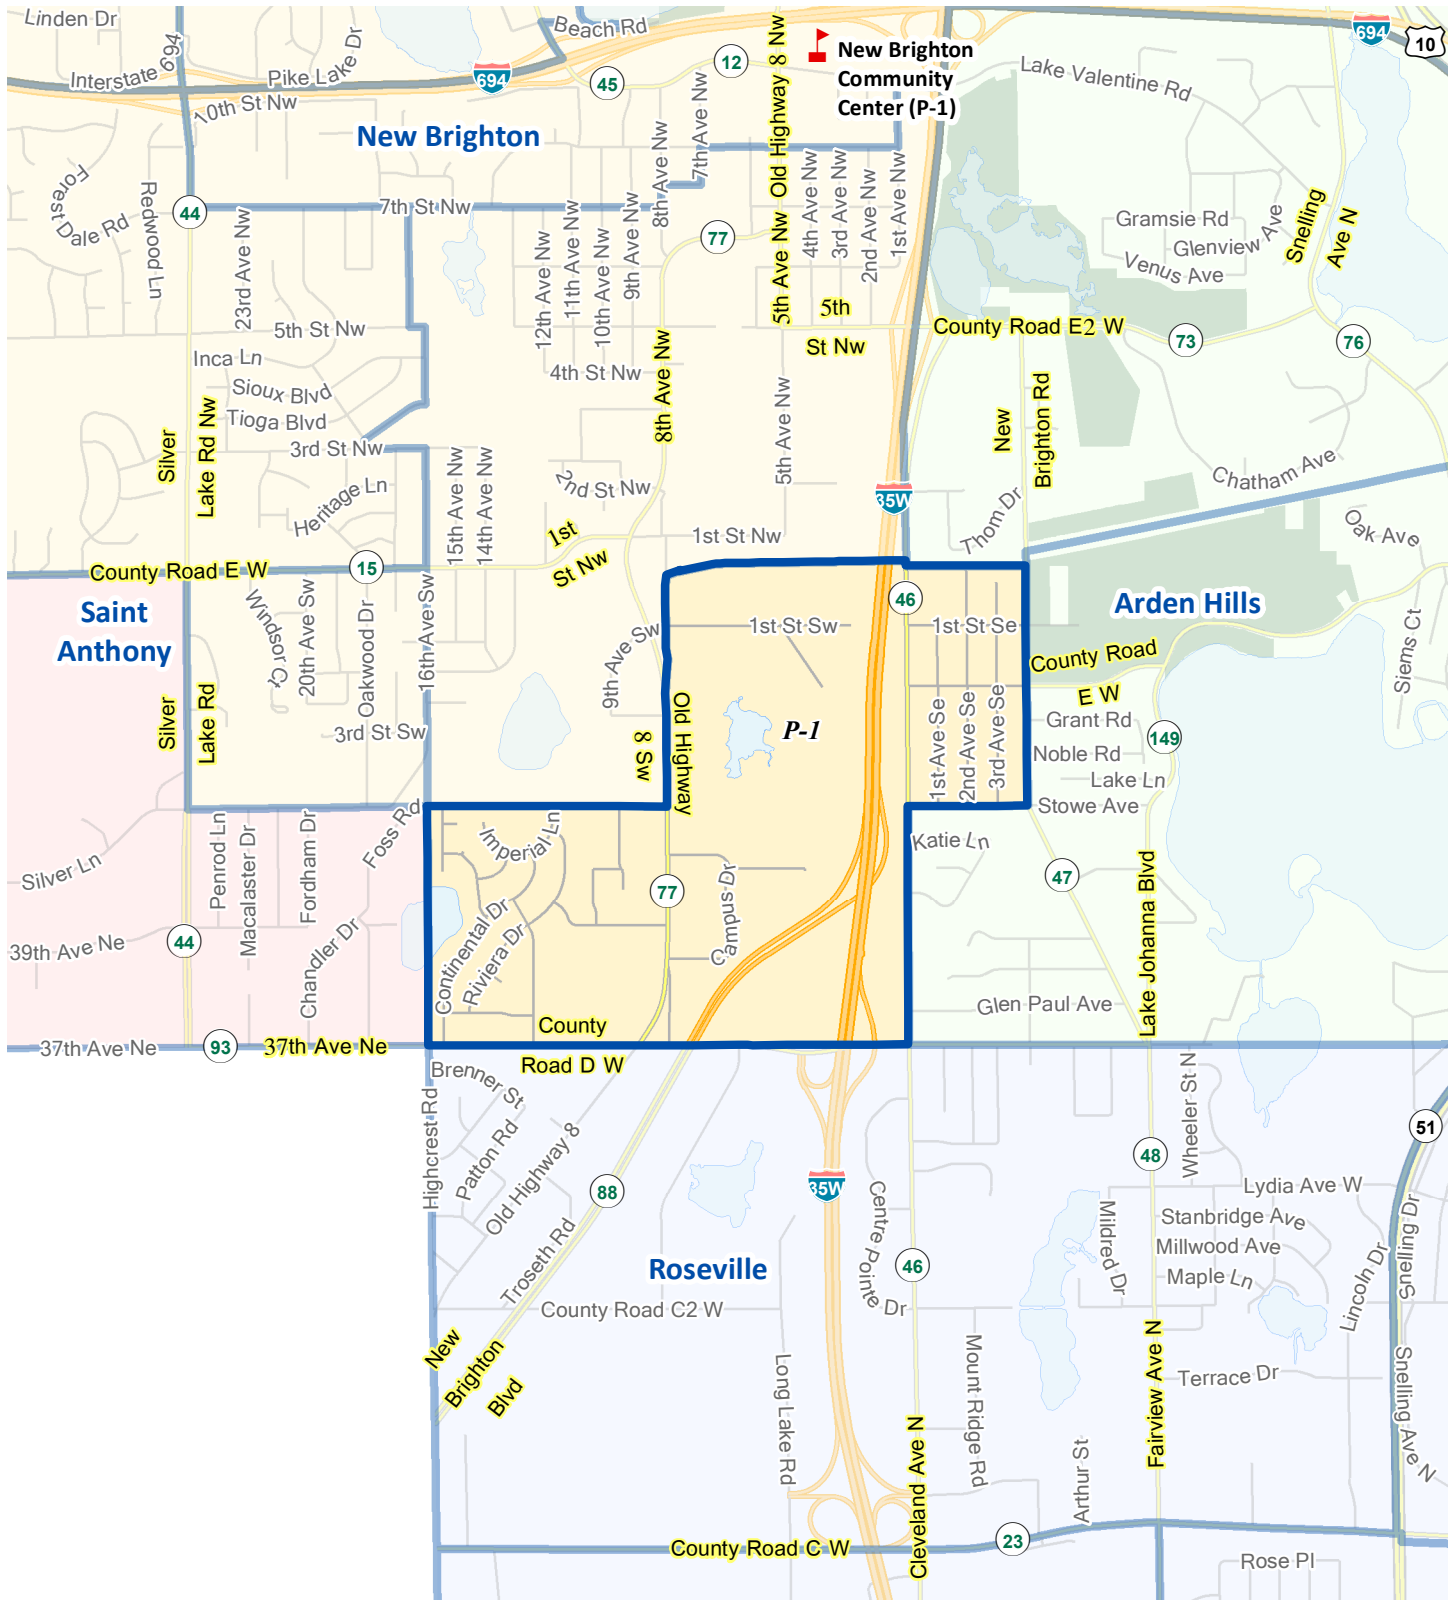 Linden Dr
Beach Rd
Interstate 694
Pike Lake Dr
694
10th St Nw
45
12
7th Ave Nw
Old Highway 8 Nw
New Brighton
Community
Center (P-1)
Lake Valentine Rd
694
10
New Brighton
Forest
Dale Rd
Redwood Ln
44
23rd Ave Nw
7th St Nw
8th Ave Nw
77
12th Ave Nw
11th Ave Nw
10th Ave Nw
9th Ave Nw
5th Ave Nw
4th Ave Nw
3rd Ave Nw
2nd Ave Nw
1st Ave Nw
Gramsie Rd
Glenview Ave
Venus Ave
Snelling
Ave N
5th St Nw
5th
St Nw
County Road E2 W
73
76
Inca Ln
Sioux Blvd
Tioga Blvd
3rd St Nw
4th St Nw
8th Ave Nw
5th Ave Nw
New
Brighton Rd
Silver
Lake Rd Nw
Heritage Ln
15th Ave Nw
14th Ave Nw
2nd St Nw
35W
Chatham Ave
Thom Dr
Oak Ave
1st
St Nw
1st St Nw
County Road E W
15
Saint
Anthony
Windsor Ct
20th Ave Sw
Oakwood Dr
16th Ave Sw
9th Ave Sw
1st St Sw
46
1st St Se
Arden Hills
County Road
E W
Siems Ct
Silver
Lake Rd
3rd St Sw
Old Highway
8 Sw
P-1
1st Ave Se
2nd Ave Se
3rd Ave Se
Grant Rd
149
Noble Rd
Lake Ln
Stowe Ave
Foss Rd
Imperial Ln
Katie Ln
Silver Ln
Penrod Ln
Macalaster Dr
Fordham Dr
77
Campus Dr
47
Lake Johanna Blvd
39th Ave Ne
44
Chandler Dr
Continental Dr
Riviera Dr
Glen Paul Ave
37th Ave Ne
93
37th Ave Ne
County
Road D W
Brenner St
Highcrest Rd
Patton Rd
Old Highway 8
88
Troseth Rd
35W
Centre Pointe Dr
Wheeler St N
48
51
Lydia Ave W
Stanbridge Ave
Millwood Ave
Maple Ln
Mildred Dr
Lincoln Dr
Snelling Dr
Roseville
46
County Road C2 W
New
Brighton
Blvd
Long Lake Rd
Mount Ridge Rd
Fairview Ave N
Terrace Dr
Snelling Ave N
Cleveland Ave N
Arthur St
County Road C W
23
Rose Pl